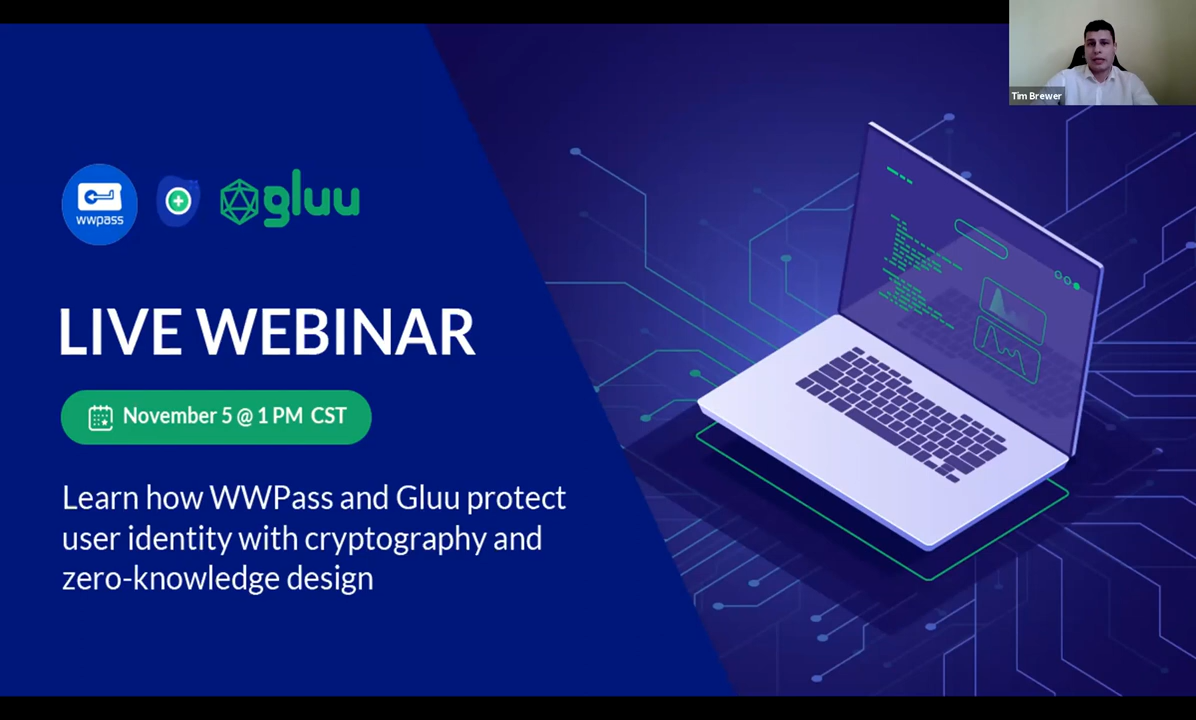 Tim Brewer
wwpass
gluu
LIVE WEBINAR
November 5 @ 1 PM CST
Learn how WWPass and Gluu protect
user identity with cryptography and
zero-knowledge design